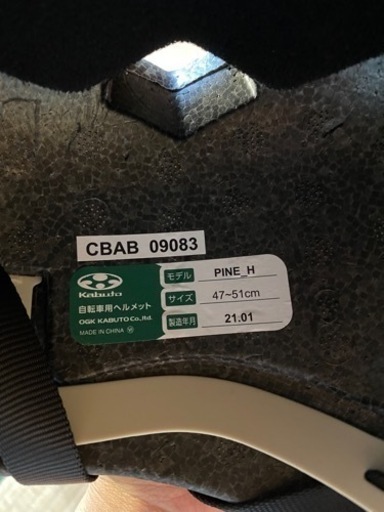 CBAB 09083
Kabuto
自転車用ヘルメット
OGK KABUTO Co.,ltd.
MADE IN CHINA
モデル PINE_H
サイズ 47~51cm
製造年月 21.01